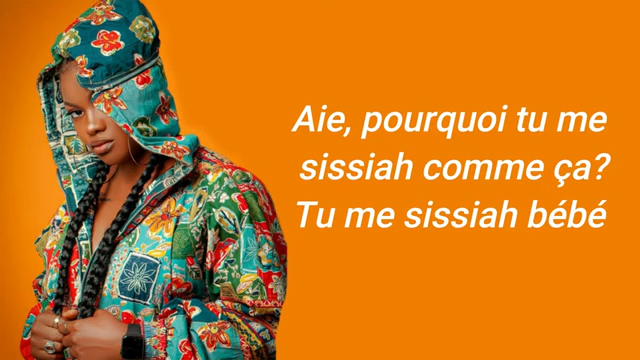 Aie, pourquoi tu me
sissiah comme ça?
Tu me sissiah bébé